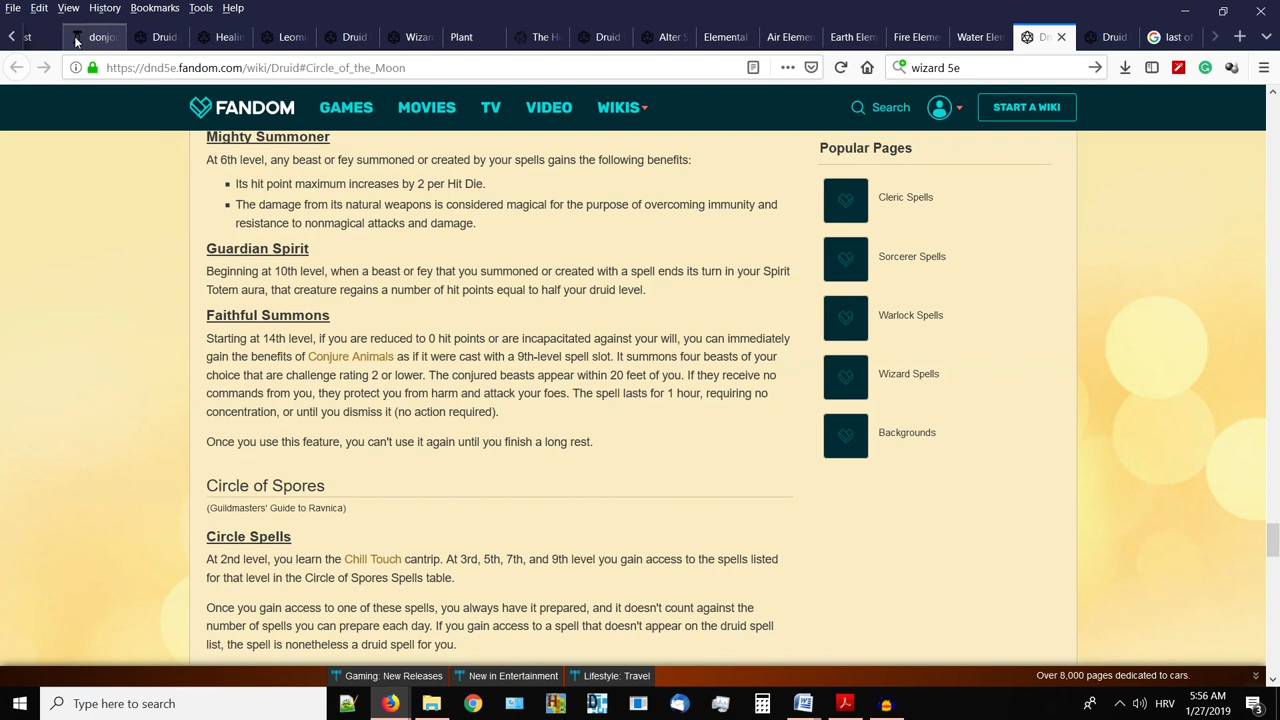 File Edit View History Bookmarks Tools Help
st donjo Druid Healin Leomu Druid Wizard Plant The H Druid Alter S Elemental Air Eleme Earth Elem Fire Elem Water Elem Dr Druid last of
https://dnd5e.fandom.com/wiki/Druid#Circle_of_the_Moon
wizard 5e
FANDOM GAMES MOVIES TV VIDEO WIKIS Search START A WIKI
Mighty Summoner
At 6th level, any beast or fey summoned or created by your spells gains the following benefits:
Its hit point maximum increases by 2 per Hit Die.
The damage from its natural weapons is considered magical for the purpose of overcoming immunity and
resistance to nonmagical attacks and damage.
Guardian Spirit
Beginning at 10th level, when a beast or fey that you summoned or created with a spell ends its turn in your Spirit
Totem aura, that creature regains a number of hit points equal to half your druid level.
Faithful Summons
Starting at 14th level, if you are reduced to 0 hit points or are incapacitated against your will, you can immediately
gain the benefits of Conjure Animals as if it were cast with a 9th-level spell slot. It summons four beasts of your
choice that are challenge rating 2 or lower. The conjured beasts appear within 20 feet of you. If they receive no
commands from you, they protect you from harm and attack your foes. The spell lasts for 1 hour, requiring no
concentration, or until you dismiss it (no action required).
Once you use this feature, you can't use it again until you finish a long rest.
Circle of Spores
(Guildmasters' Guide to Ravnica)
Circle Spells
At 2nd level, you learn the Chill Touch cantrip. At 3rd, 5th, 7th, and 9th level you gain access to the spells listed
for that level in the Circle of Spores Spells table.
Once you gain access to one of these spells, you always have it prepared, and it doesn't count against the
number of spells you can prepare each day. If you gain access to a spell that doesn't appear on the druid spell
list, the spell is nonetheless a druid spell for you.
Popular Pages
Cleric Spells
Sorcerer Spells
Warlock Spells
Wizard Spells
Backgrounds
Gaming: New Releases New in Entertainment Lifestyle: Travel Over 8,000 pages dedicated to cars.
Type here to search
HRV
5:56 AM
1/27/2019
3